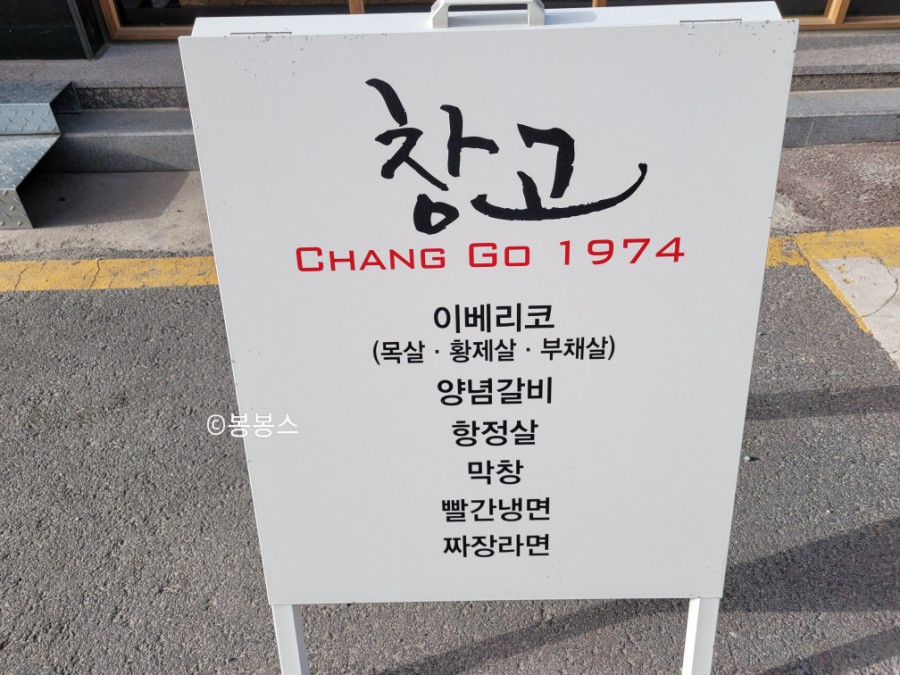 창고
CHANG GO 1974
이베리코
(목살 · 황제살 · 부채살)
양념갈비
©봉봉스
항정살
막창
빨간냉면
짜장라면